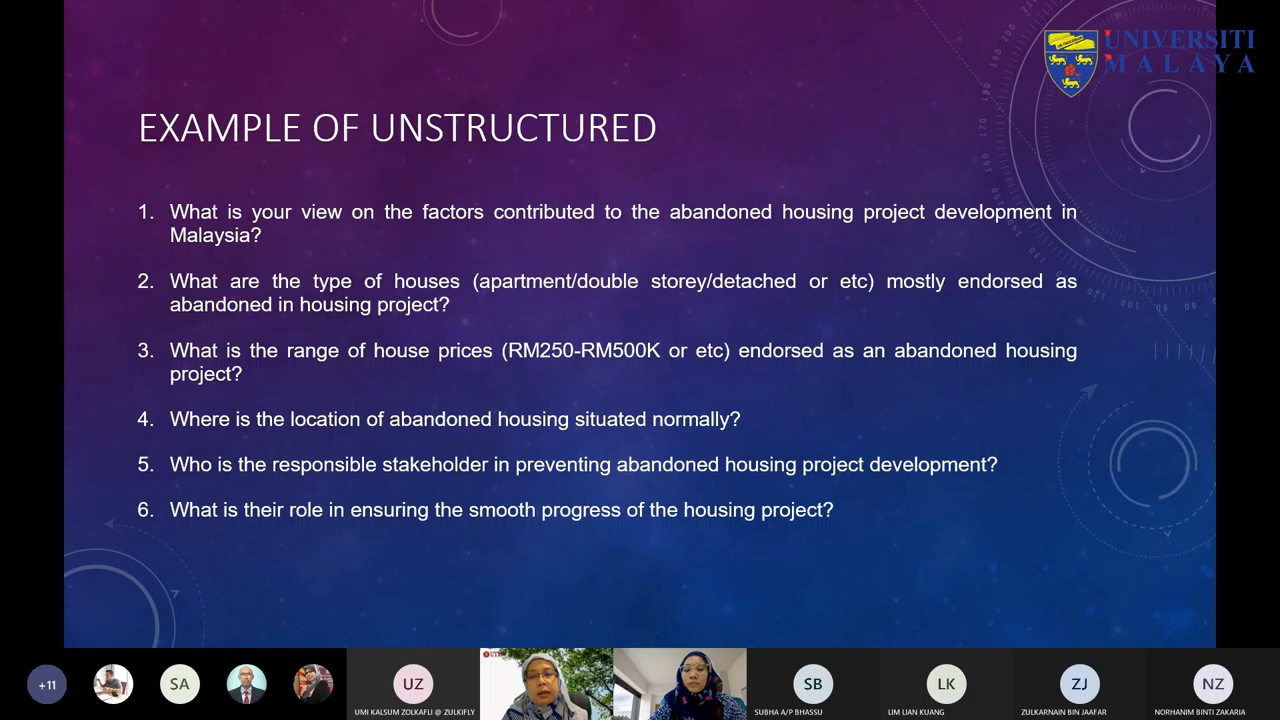 UNIVERSITI
MALAYA
EXAMPLE OF UNSTRUCTURED
1. What is your view on the factors contributed to the abandoned housing project development in
Malaysia?
2. What are the type of houses (apartment/double storey/detached or etc) mostly endorsed as
abandoned in housing project?
3. What is the range of house prices (RM250-RM500K or etc) endorsed as an abandoned housing
project?
4. Where is the location of abandoned housing situated normally?
5. Who is the responsible stakeholder in preventing abandoned housing project development?
6. What is their role in ensuring the smooth progress of the housing project?
+11
SA
UZ
UMI KALSUM ZOLKAFLI @ ZULKIFLY
SB
SUBHA A/P BHASSU
LK
LIM LIAN KUANG
ZJ
ZULKARNAIN BIN JAAFAR
NZ
NORHANIM BINTI ZAKARIA